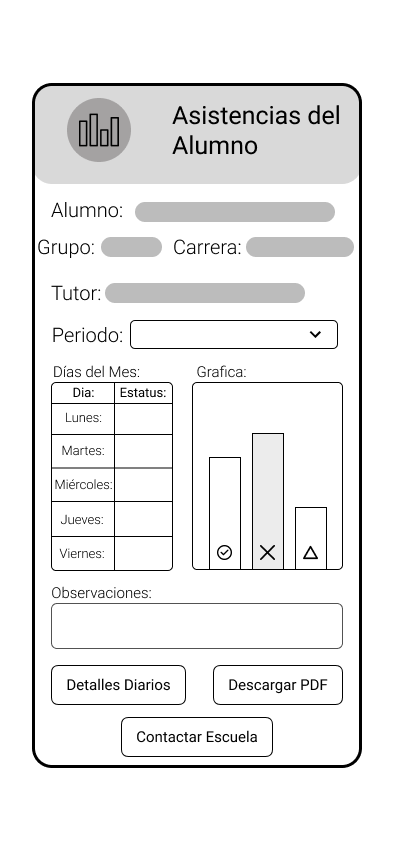 Asistencias del
Alumno
Alumno:
Grupo: Carrera:
Tutor:
Periodo:
Días del Mes: Grafica:
Dia: Estatus:
Lunes:
Martes:
Miércoles:
Jueves:
Viernes:
Observaciones:
Detalles Diarios Descargar PDF
Contactar Escuela